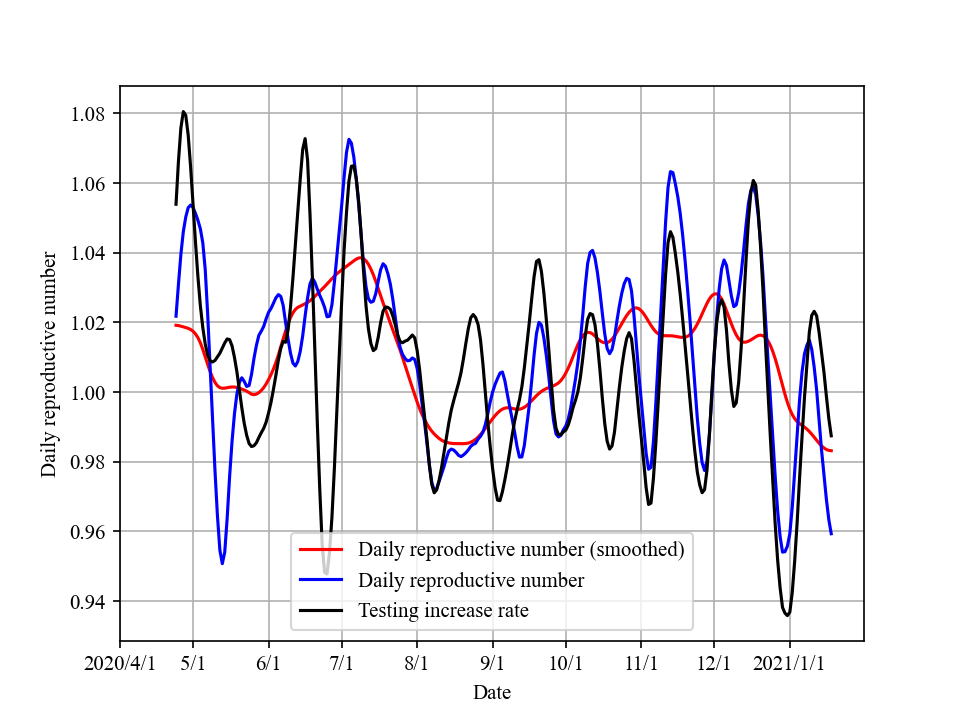 1.08
1.06
1.04
1.02
1.00
0.98
0.96
0.94
Daily reproductive number
Daily reproductive number (smoothed)
Daily reproductive number
Testing increase rate
2020/4/1 5/1 6/1 7/1 8/1 9/1 10/1 11/1 12/1 2021/1/1
Date